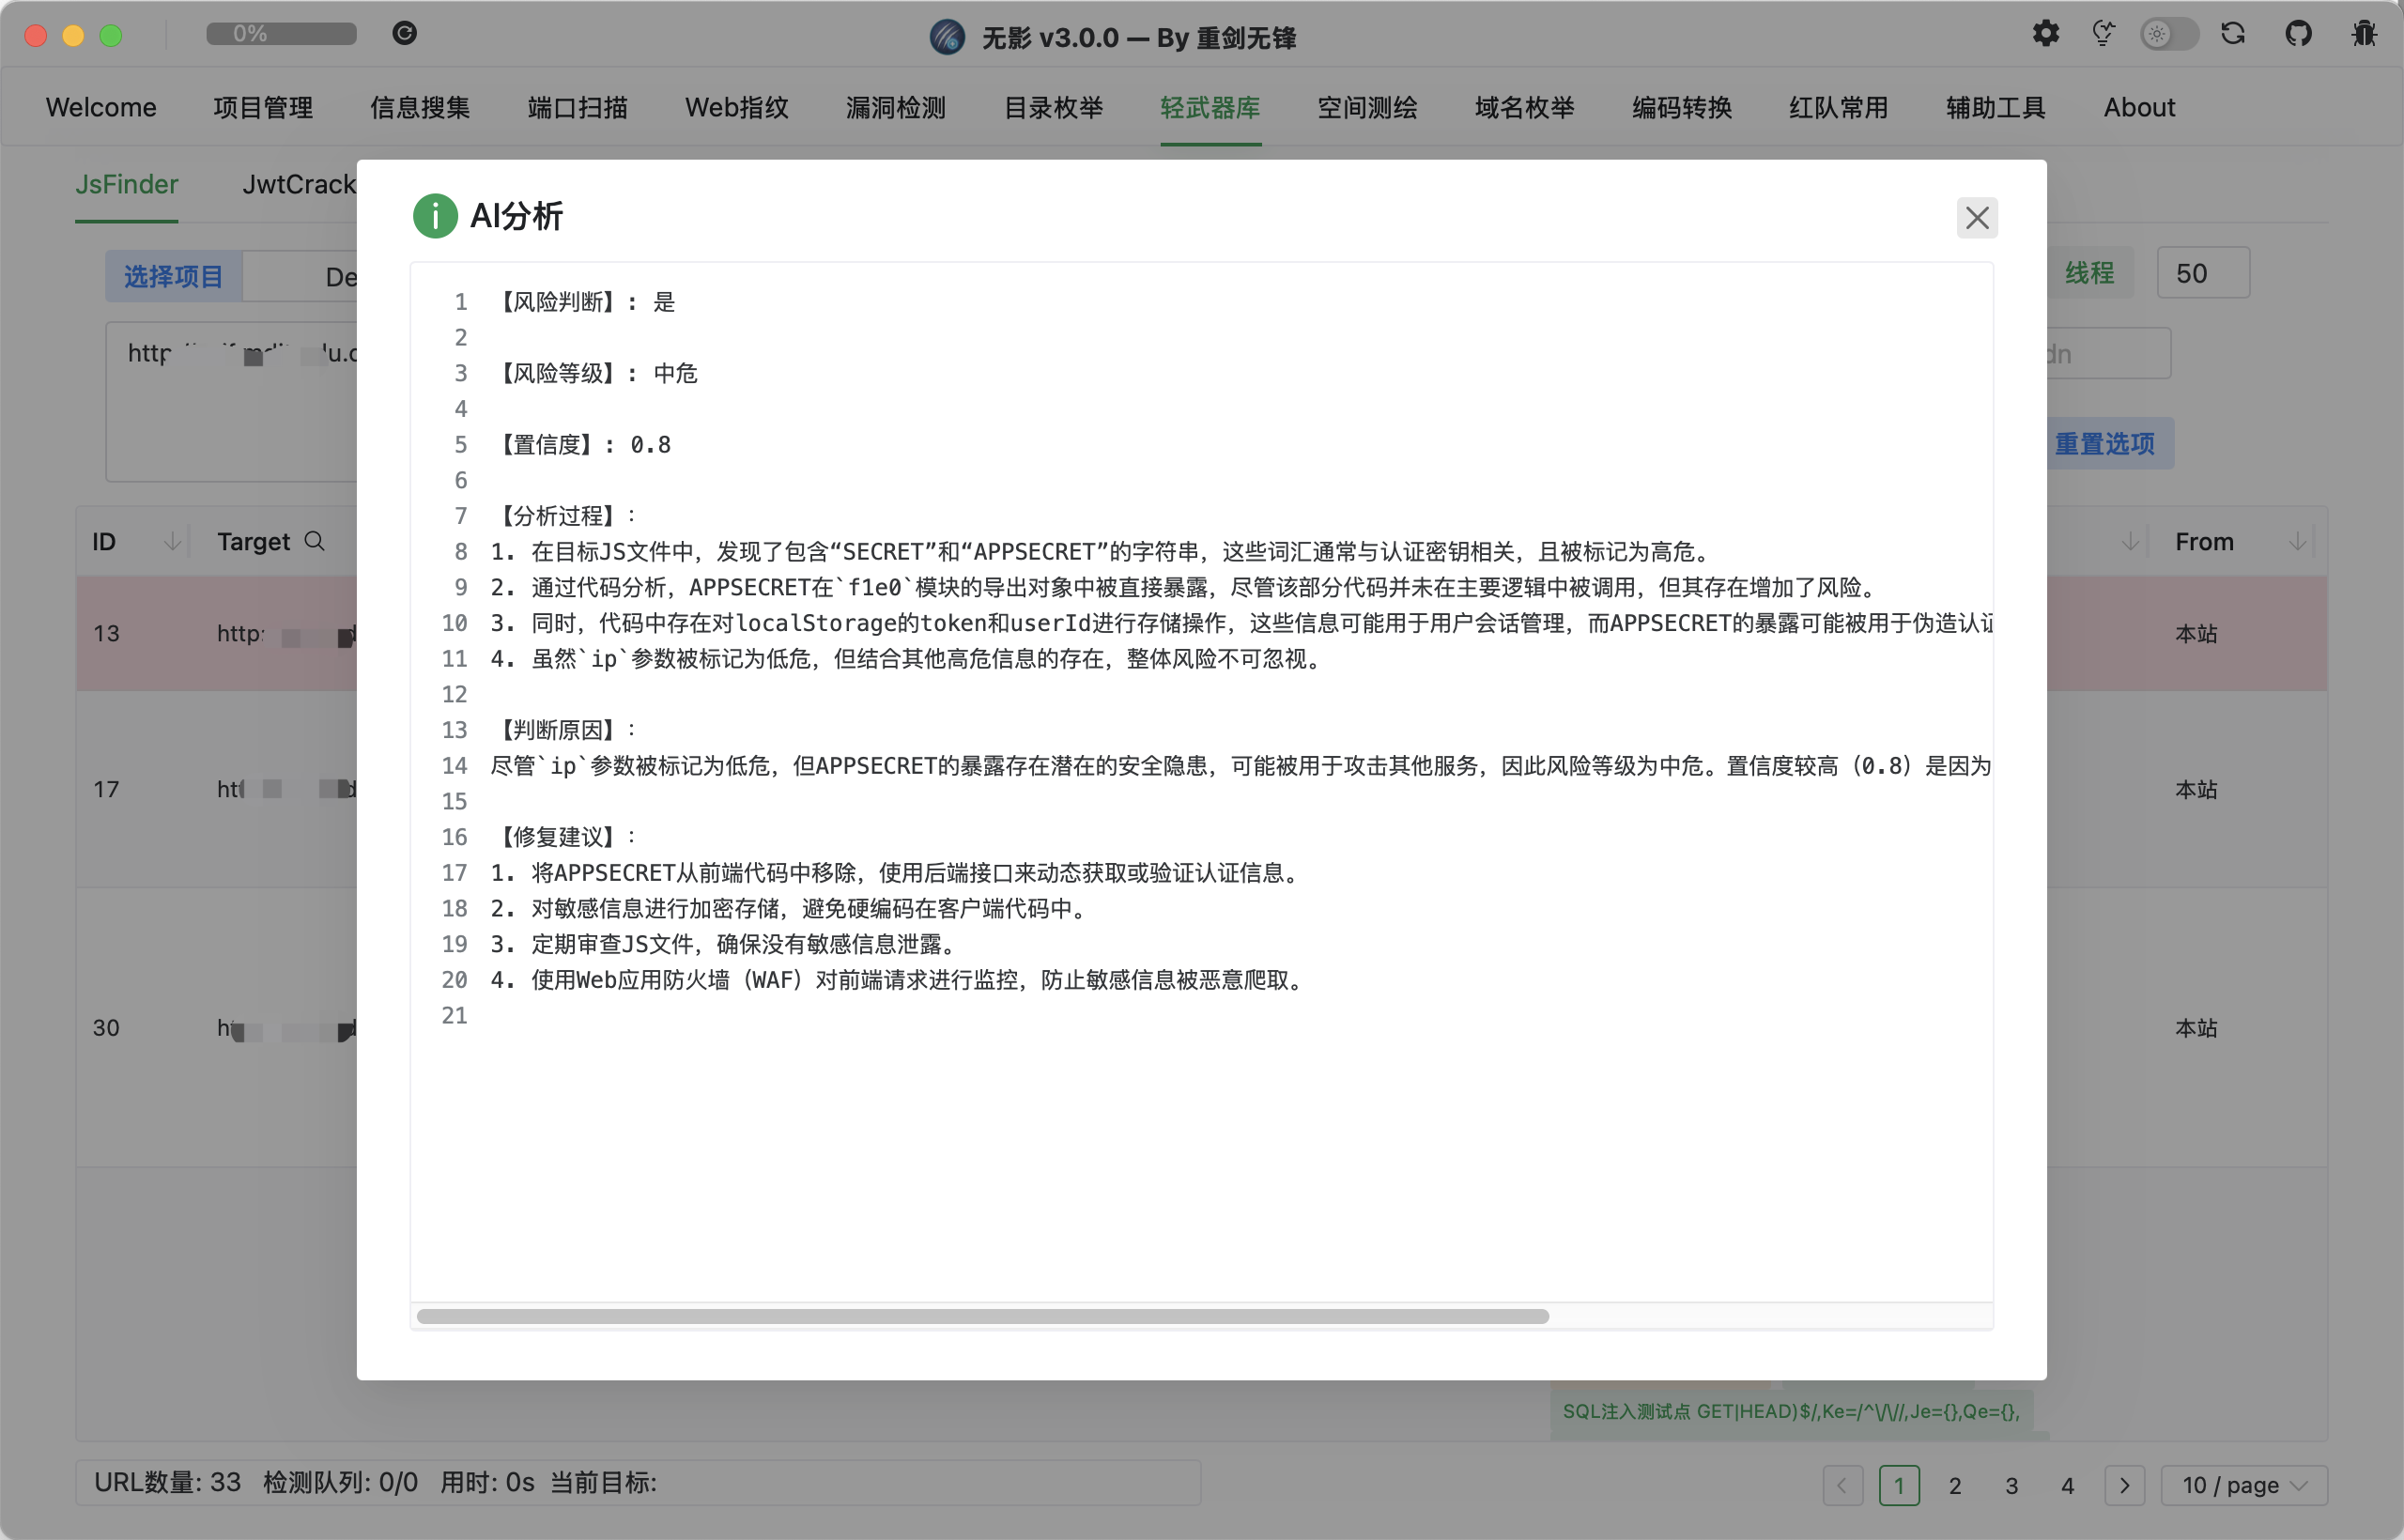 0%
无影 v3.0.0 — By 重剑无锋
Welcome 项目管理 信息搜集 端口扫描 Web指纹 漏洞检测 目录枚举 轻武器库 空间测绘 域名枚举 编码转换 红队常用 辅助工具 About
JsFinder JwtCrack
AI分析
选择项目 De
线程 50
http
dn
重置选项
1 【风险判断】: 是
2
3 【风险等级】: 中危
4
5 【置信度】: 0.8
6
7 【分析过程】:
8 1. 在目标JS文件中，发现了包含“SECRET”和“APPSECRET”的字符串，这些词汇通常与认证密钥相关，且被标记为高危。
9 2. 通过代码分析，APPSECRET在`f1e0`模块的导出对象中被直接暴露，尽管该部分代码并未在主要逻辑中被调用，但其存在增加了风险。
10 3. 同时，代码中存在对localStorage的token和userId进行存储操作，这些信息可能用于用户会话管理，而APPSECRET的暴露可能被用于伪造认证
11 4. 虽然`ip`参数被标记为低危，但结合其他高危信息的存在，整体风险不可忽视。
12
13 【判断原因】:
14 尽管`ip`参数被标记为低危，但APPSECRET的暴露存在潜在的安全隐患，可能被用于攻击其他服务，因此风险等级为中危。置信度较高（0.8）是因为
15
16 【修复建议】:
17 1. 将APPSECRET从前端代码中移除，使用后端接口来动态获取或验证认证信息。
18 2. 对敏感信息进行加密存储，避免硬编码在客户端代码中。
19 3. 定期审查JS文件，确保没有敏感信息泄露。
20 4. 使用Web应用防火墙（WAF）对前端请求进行监控，防止敏感信息被恶意爬取。
21
ID Target From
13 http 本站
17 htt 本站
30 h 本站
SQL注入测试点 GET|HEAD)$/,Ke=/^\/\//,Je={},Qe={},
URL数量: 33 检测队列: 0/0 用时: 0s 当前目标:
1 2 3 4 10 / page